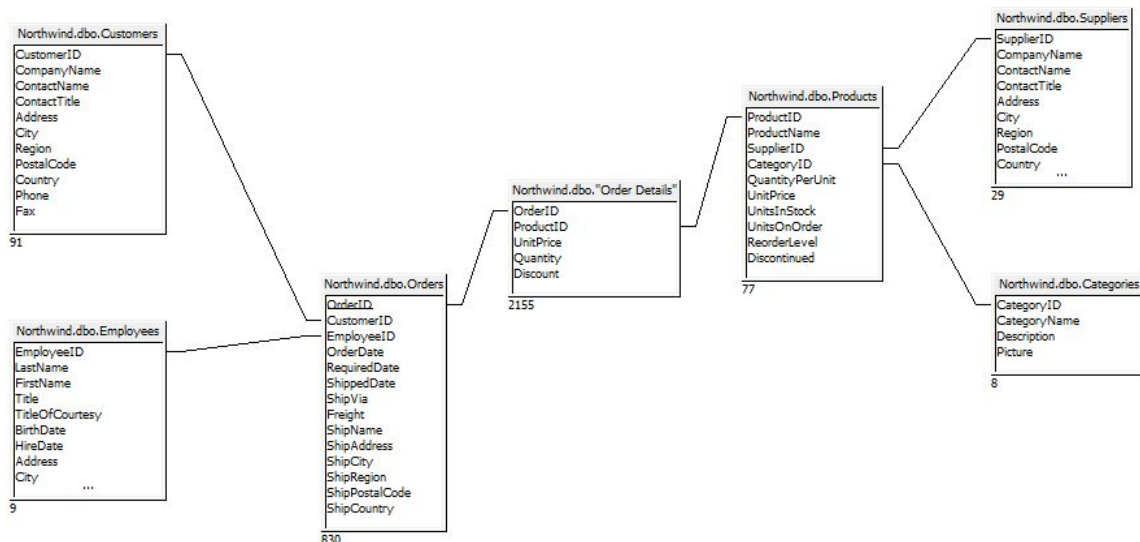 Northwind.dbo.Customers
CustomerID
CompanyName
ContactName
ContactTitle
Address
City
Region
PostalCode
Country
Phone
Fax
91
Northwind.dbo.Employees
EmployeeID
LastName
FirstName
Title
TitleOfCourtesy
BirthDate
HireDate
Address
City
...
9
Northwind.dbo.Orders
OrderID
CustomerID
EmployeeID
OrderDate
RequiredDate
ShippedDate
ShipVia
Freight
ShipName
ShipAddress
ShipCity
ShipRegion
ShipPostalCode
ShipCountry
830
Northwind.dbo."Order Details"
OrderID
ProductID
UnitPrice
Quantity
Discount
2155
Northwind.dbo.Products
ProductID
ProductName
SupplierID
CategoryID
QuantityPerUnit
UnitPrice
UnitsInStock
UnitsOnOrder
ReorderLevel
Discontinued
77
Northwind.dbo.Suppliers
SupplierID
CompanyName
ContactName
ContactTitle
Address
City
Region
PostalCode
Country
...
29
Northwind.dbo.Categories
CategoryID
CategoryName
Description
Picture
8